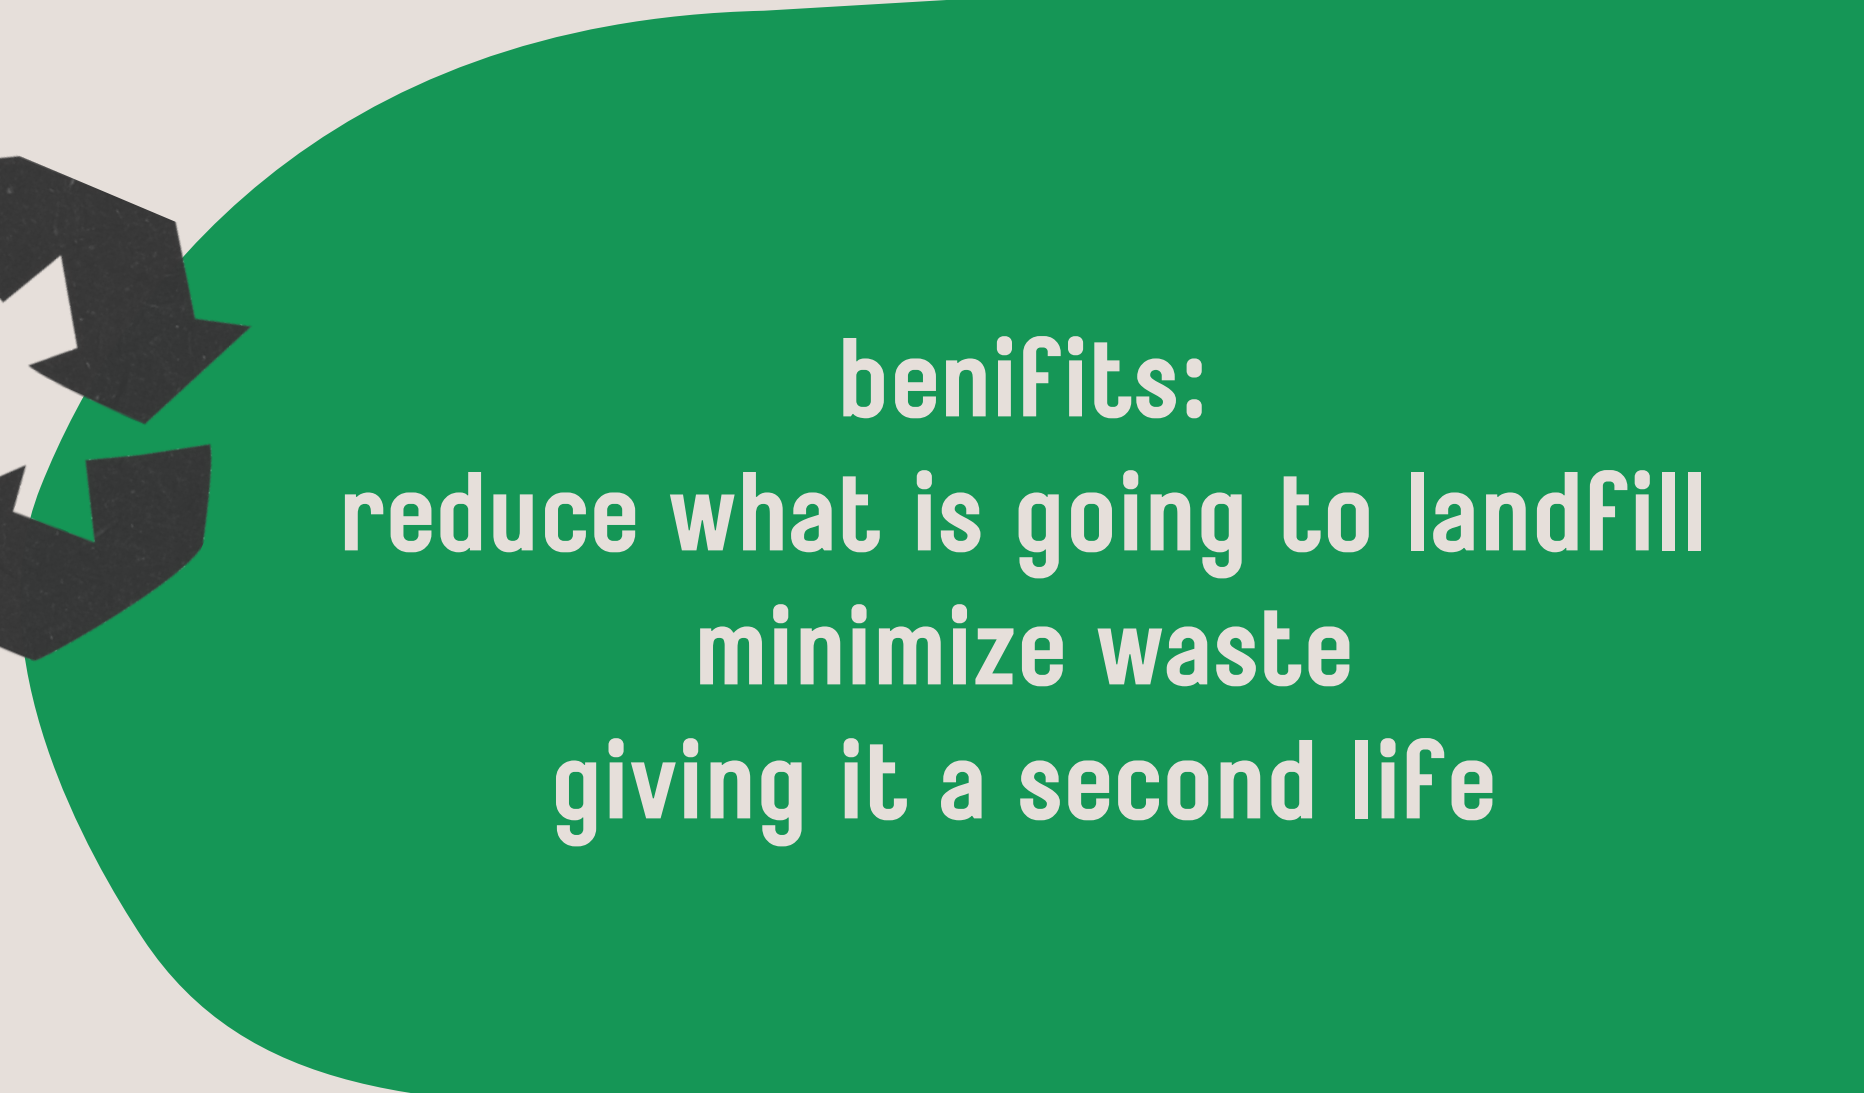 benifits:
reduce what is going to landfill
minimize waste
giving it a second life